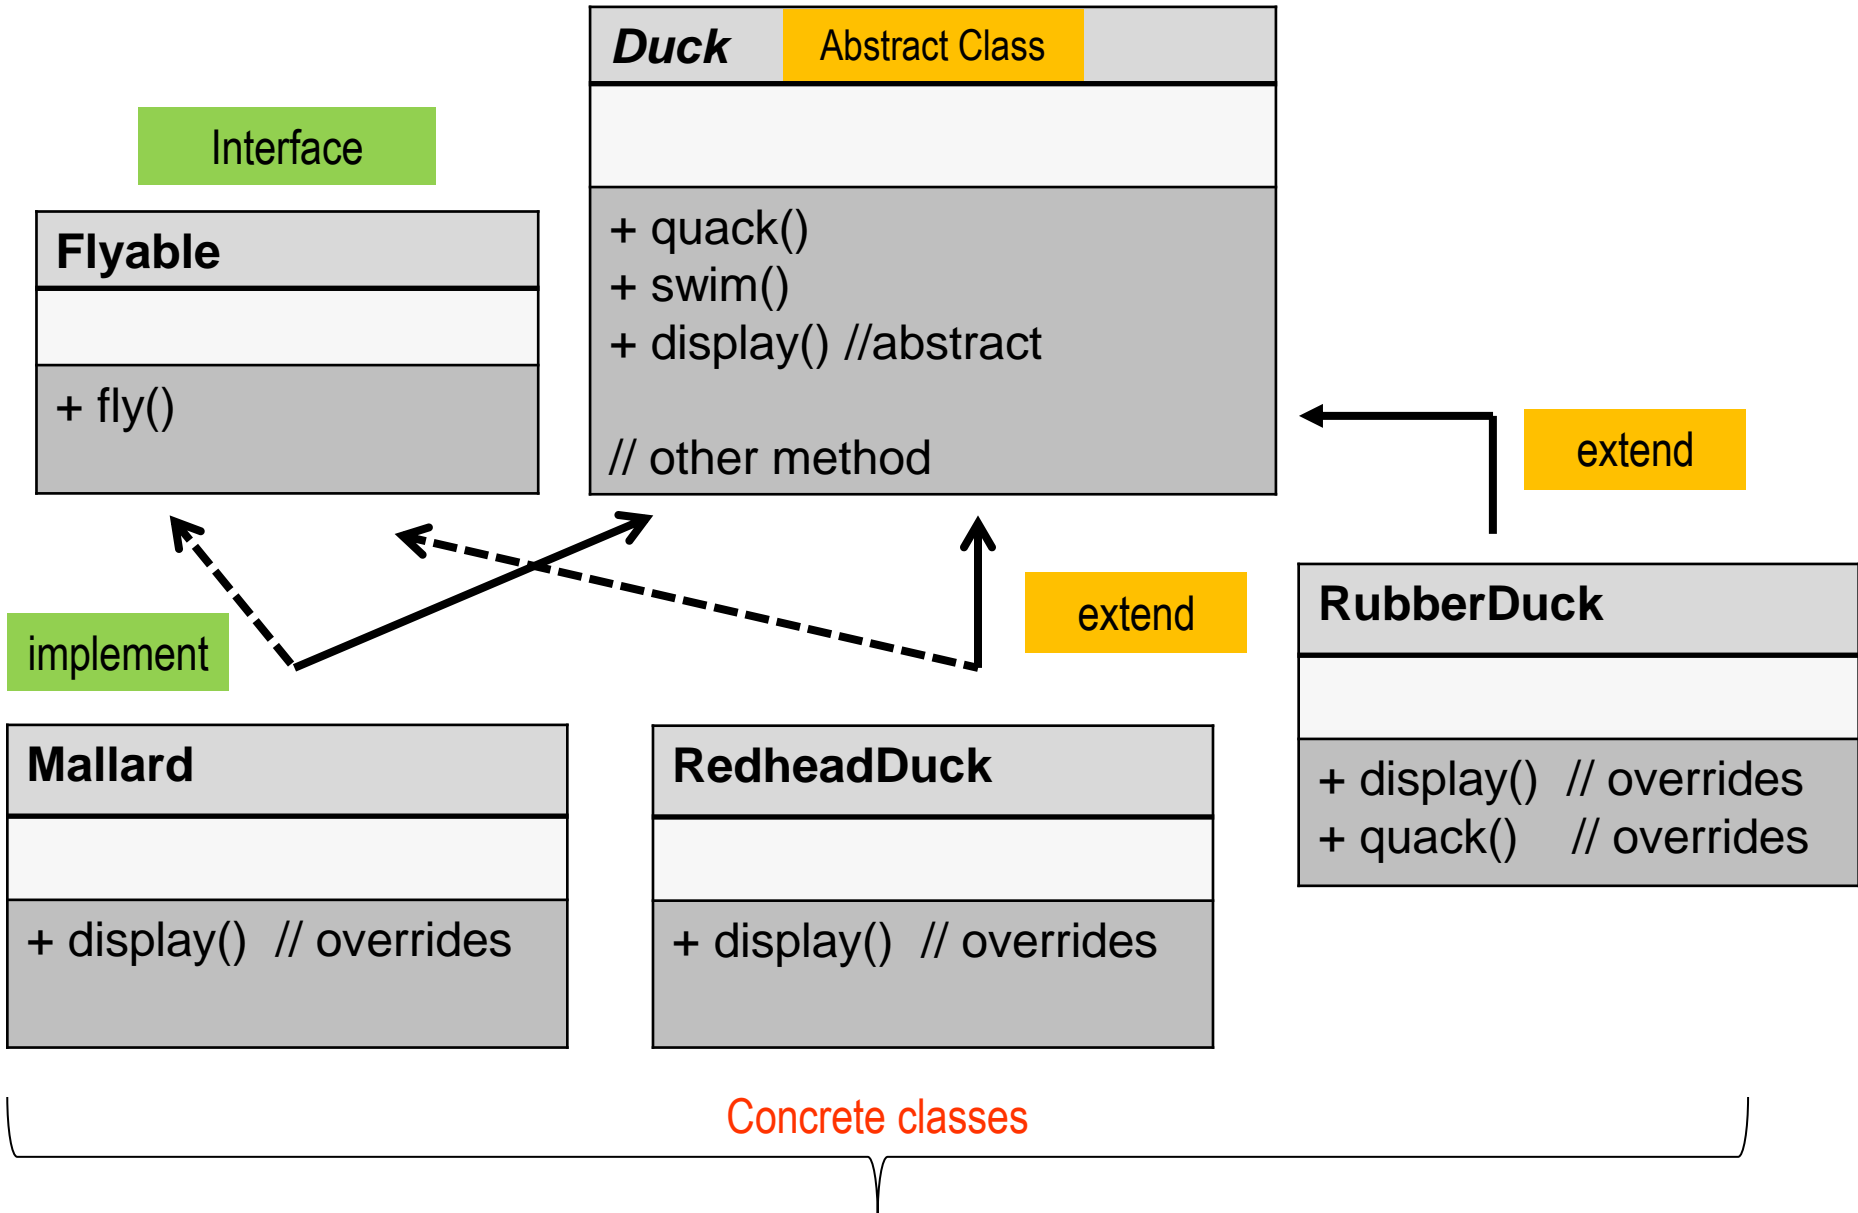 Duck
Abstract Class
Interface
Flyable
+ fly()
+ quack()
+ swim()
+ display() //abstract
// other method
extend
implement
extend
RubberDuck
+ display() // overrides
+ quack() // overrides
Mallard
+ display() // overrides
RedheadDuck
+ display() // overrides
Concrete classes